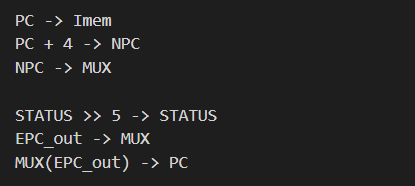 PC -> Imem
PC + 4 -> NPC
NPC -> MUX
STATUS >> 5 -> STATUS
EPC_out -> MUX
MUX(EPC_out) -> PC